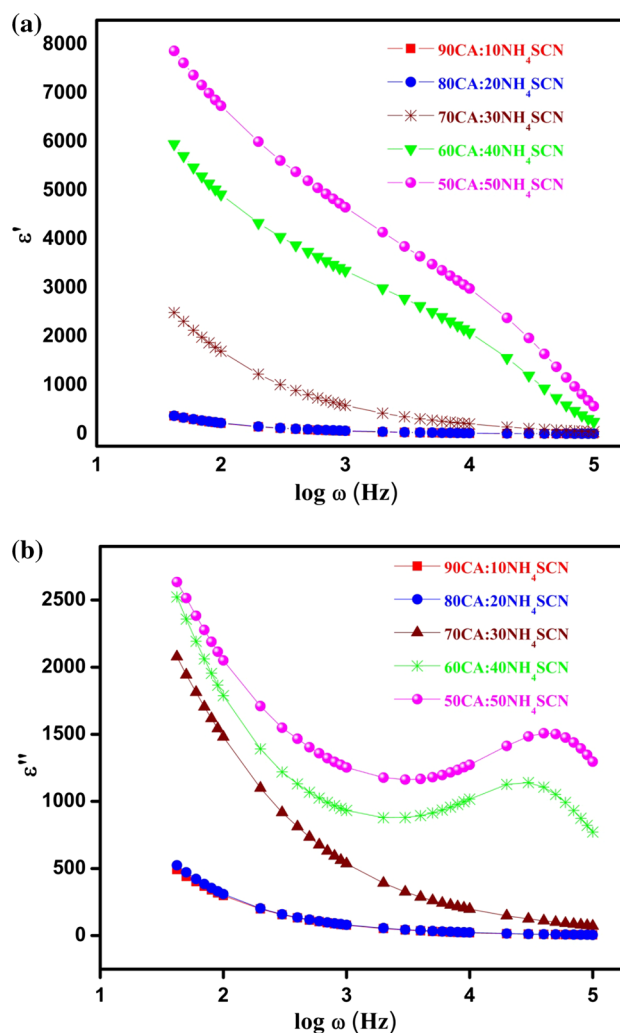 (a)
8000
7000
6000
5000
4000
3000
2000
1000
0
ε'
90CA:10NH4SCN
80CA:20NH4SCN
70CA:30NH4SCN
60CA:40NH4SCN
50CA:50NH4SCN
1 2 3 4 5
log ω (Hz)
(b)
2500
2000
1500
1000
500
0
ε''
90CA:10NH4SCN
80CA:20NH4SCN
70CA:30NH4SCN
60CA:40NH4SCN
50CA:50NH4SCN
1 2 3 4 5
log ω (Hz)